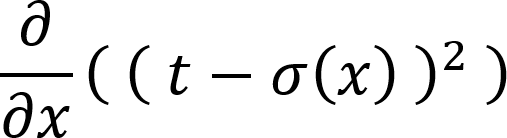 ∂/∂x ( ( t − σ(x) )² )